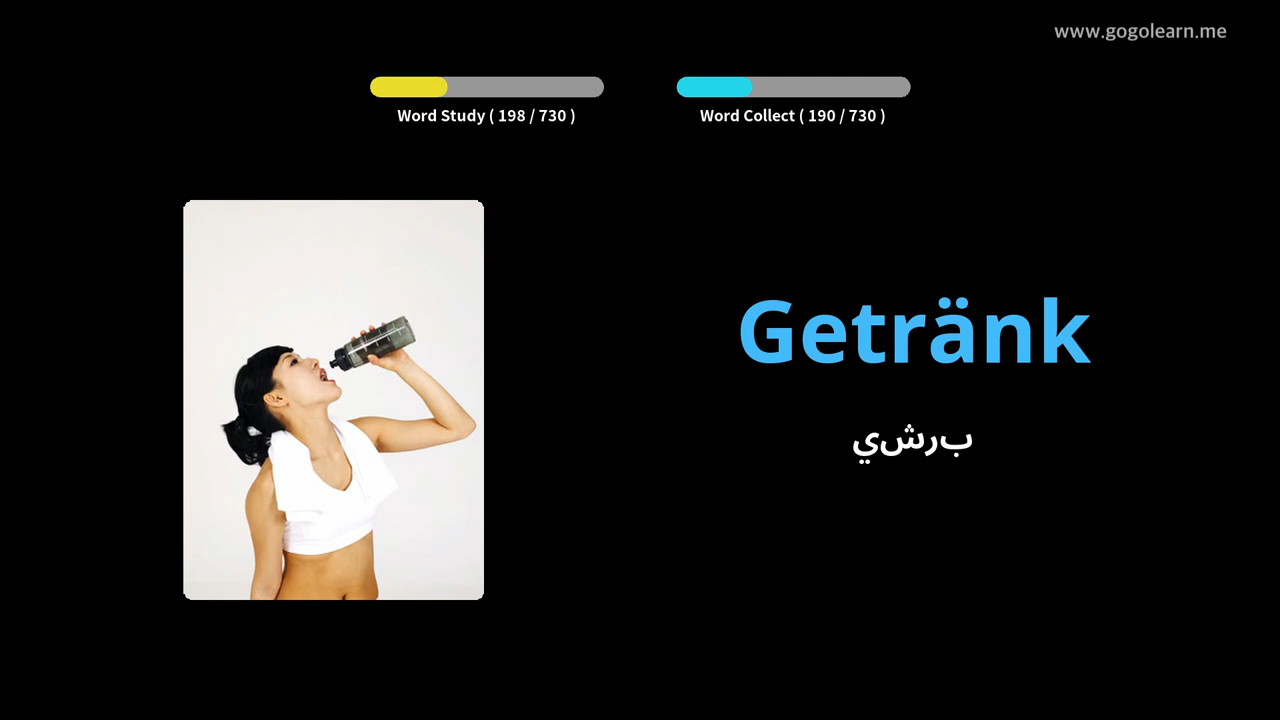 www.gogolearn.me
Word Study ( 198 / 730 )
Word Collect ( 190 / 730 )
Getränk
برشي